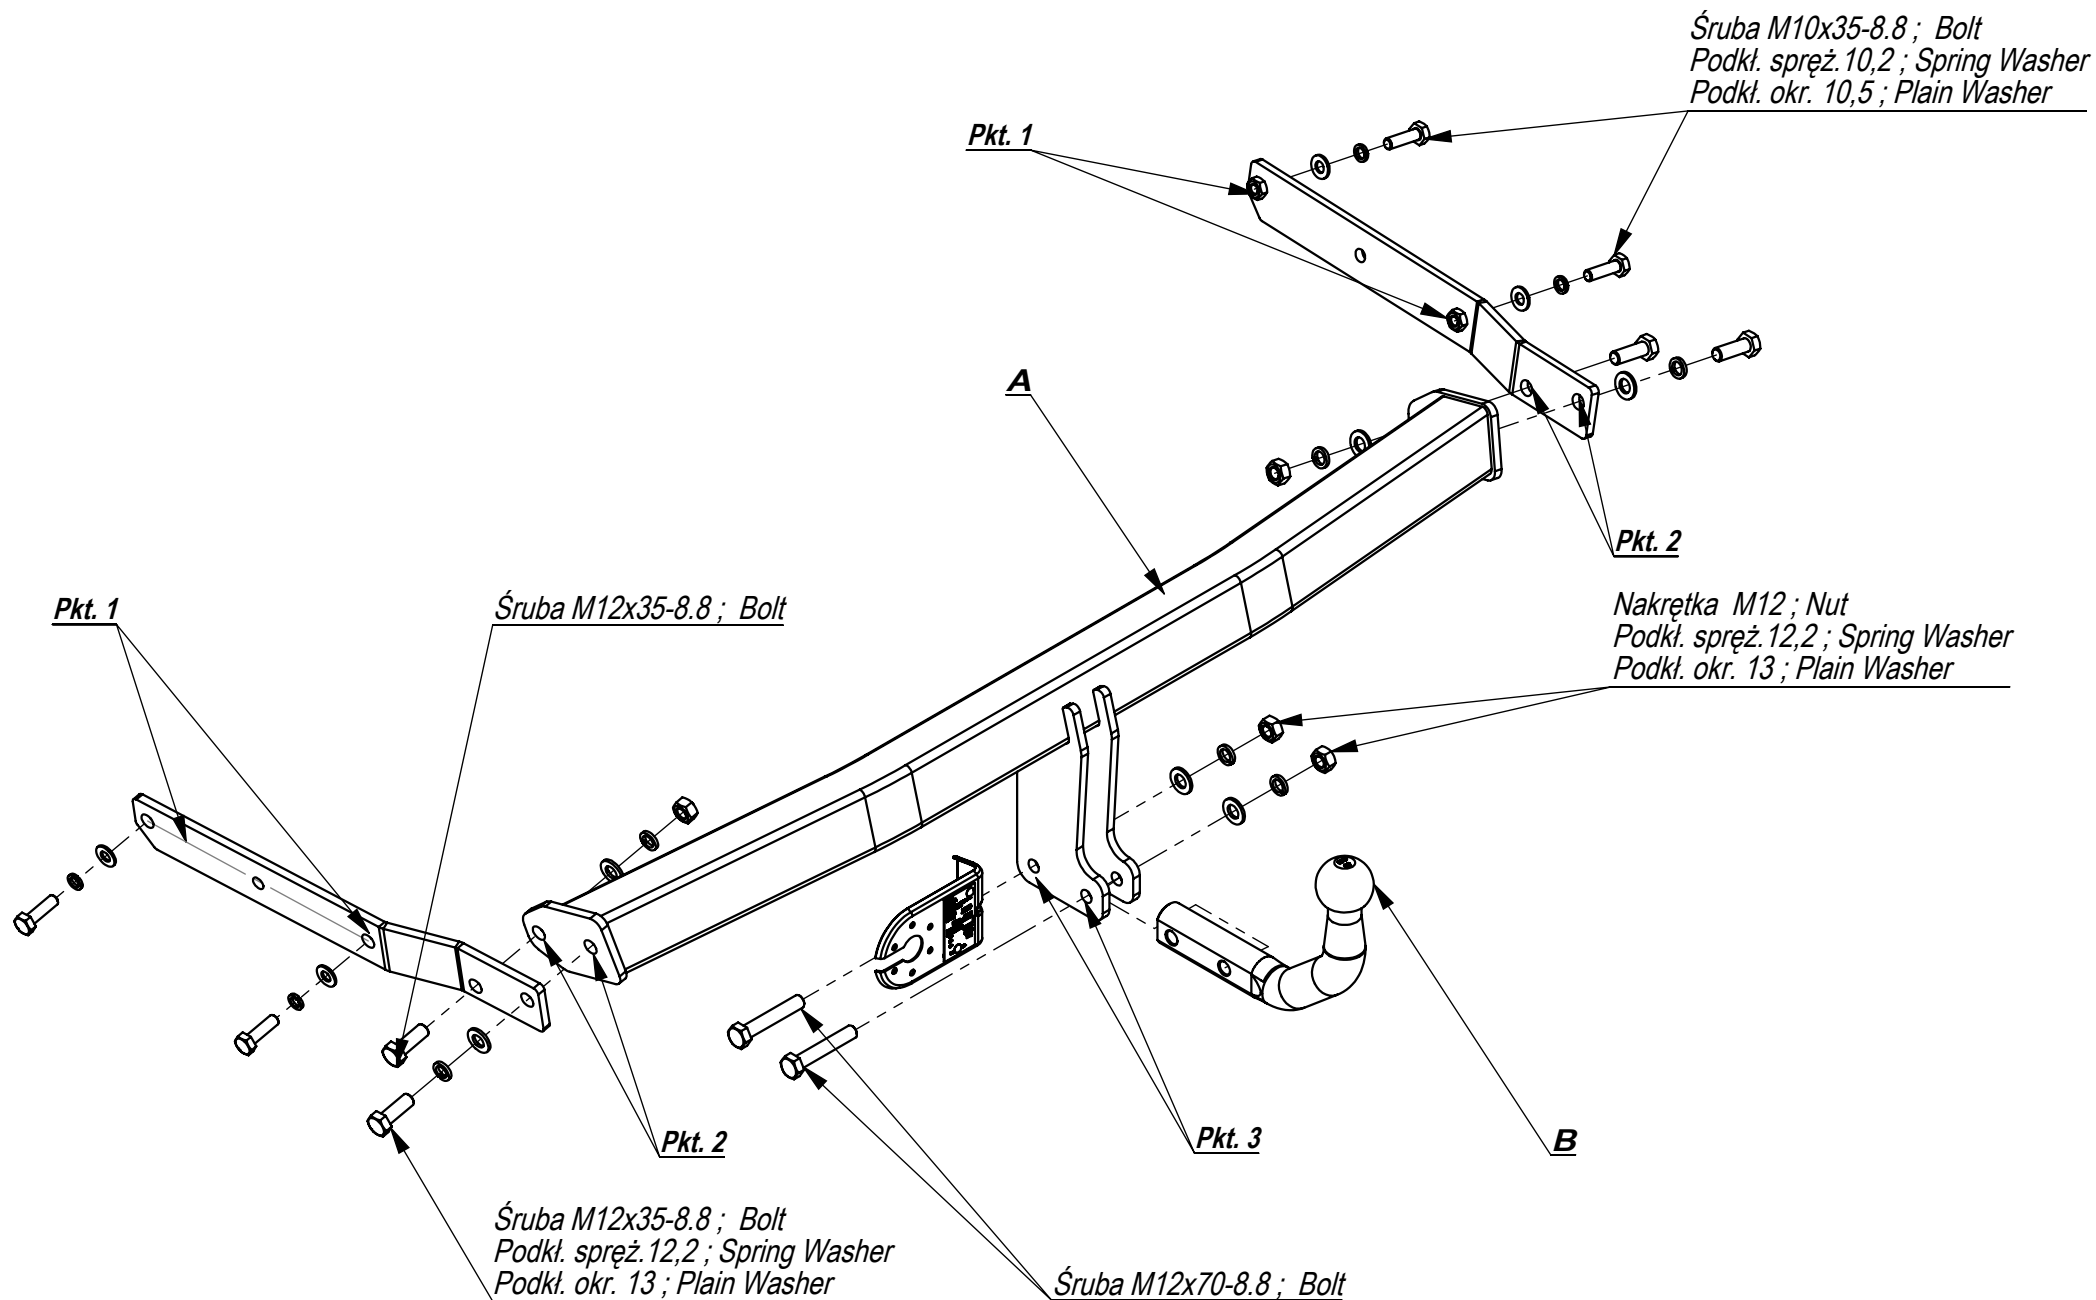 Śruba M10x35-8.8 ; Bolt
Podkł. spręż.10,2 ; Spring Washer
Podkł. okr. 10,5 ; Plain Washer
Pkt. 1
A
Pkt. 2
Pkt. 1
Śruba M12x35-8.8 ; Bolt
Nakrętka M12 ; Nut
Podkł. spręż.12,2 ; Spring Washer
Podkł. okr. 13 ; Plain Washer
Pkt. 2
Pkt. 3
B
Śruba M12x35-8.8 ; Bolt
Podkł. spręż.12,2 ; Spring Washer
Podkł. okr. 13 ; Plain Washer
Śruba M12x70-8.8 ; Bolt